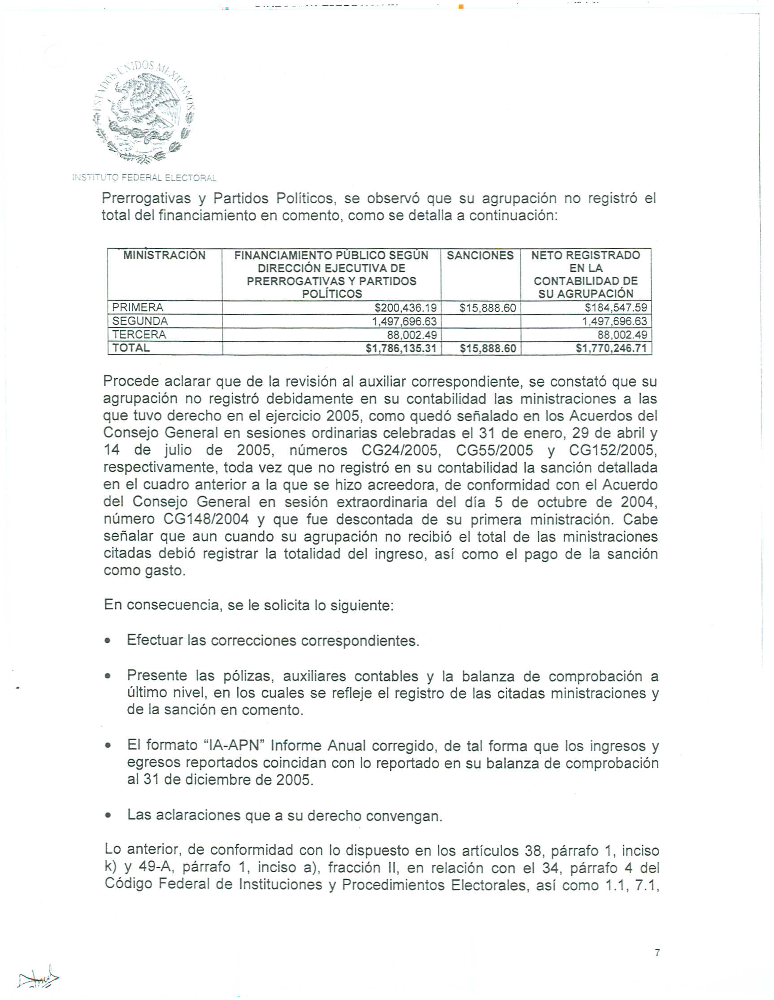 ESTADOS UNIDOS MEXICANOS
INSTITUTO FEDERAL ELECTORAL
Prerrogativas y Partidos Políticos, se observó que su agrupación no registró el
total del financiamiento en comento, como se detalla a continuación:
MINISTRACIÓN FINANCIAMIENTO PÚBLICO SEGÚN DIRECCIÓN EJECUTIVA DE PRERROGATIVAS Y PARTIDOS POLÍTICOS SANCIONES NETO REGISTRADO EN LA CONTABILIDAD DE SU AGRUPACIÓN
PRIMERA $200,436.19 $15,888.60 $184,547.59
SEGUNDA 1,497,696.63 1,497,696.63
TERCERA 88,002.49 88,002.49
TOTAL $1,786,135.31 $15,888.60 $1,770,246.71
Procede aclarar que de la revisión al auxiliar correspondiente, se constató que su
agrupación no registró debidamente en su contabilidad las ministraciones a las
que tuvo derecho en el ejercicio 2005, como quedó señalado en los Acuerdos del
Consejo General en sesiones ordinarias celebradas el 31 de enero, 29 de abril y
14 de julio de 2005, números CG24/2005, CG55/2005 y CG152/2005,
respectivamente, toda vez que no registró en su contabilidad la sanción detallada
en el cuadro anterior a la que se hizo acreedora, de conformidad con el Acuerdo
del Consejo General en sesión extraordinaria del día 5 de octubre de 2004,
número CG148/2004 y que fue descontada de su primera ministración. Cabe
señalar que aun cuando su agrupación no recibió el total de las ministraciones
citadas debió registrar la totalidad del ingreso, así como el pago de la sanción
como gasto.
En consecuencia, se le solicita lo siguiente:
• Efectuar las correcciones correspondientes.
• Presente las pólizas, auxiliares contables y la balanza de comprobación a
último nivel, en los cuales se refleje el registro de las citadas ministraciones y
de la sanción en comento.
• El formato “IA-APN” Informe Anual corregido, de tal forma que los ingresos y
egresos reportados coincidan con lo reportado en su balanza de comprobación
al 31 de diciembre de 2005.
• Las aclaraciones que a su derecho convengan.
Lo anterior, de conformidad con lo dispuesto en los artículos 38, párrafo 1, inciso
k) y 49-A, párrafo 1, inciso a), fracción II, en relación con el 34, párrafo 4 del
Código Federal de Instituciones y Procedimientos Electorales, así como 1.1, 7.1,
7